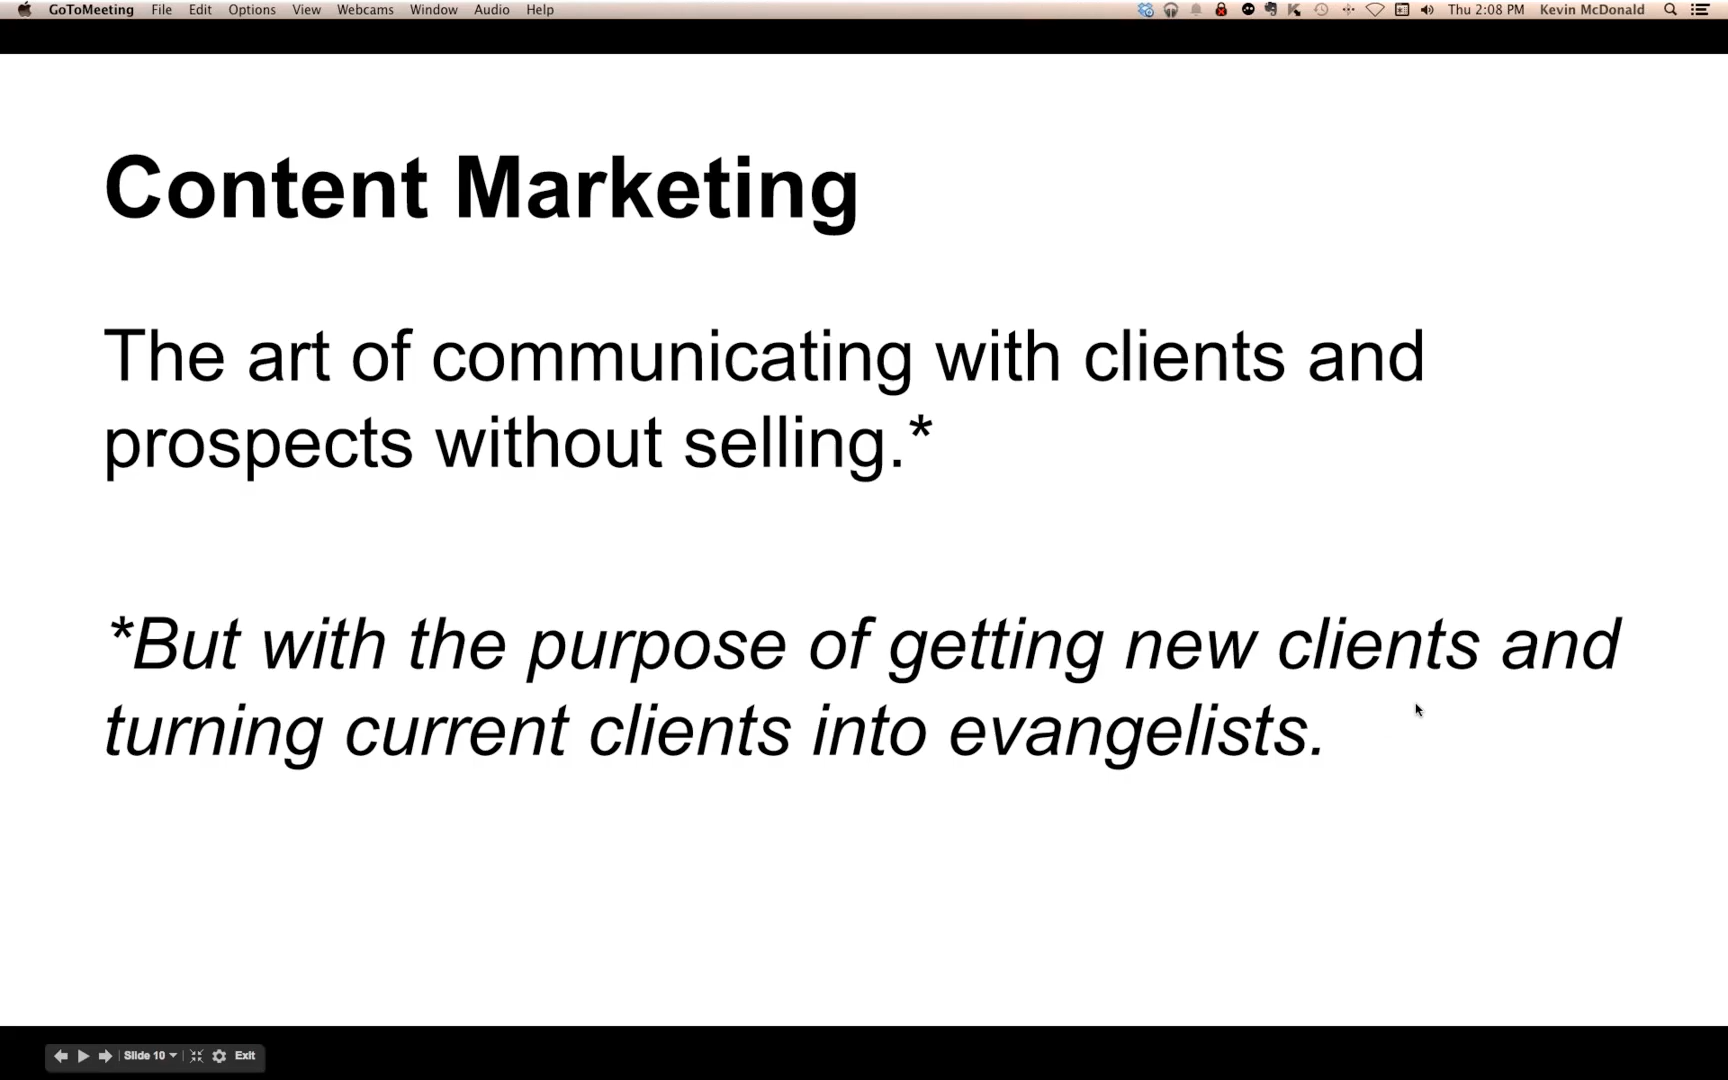 GoToMeeting File Edit Options View Webcams Window Audio Help Thu 2:08 PM Kevin McDonald
Content Marketing
The art of communicating with clients and
prospects without selling.*
*But with the purpose of getting new clients and
turning current clients into evangelists.
Slide 10 Exit